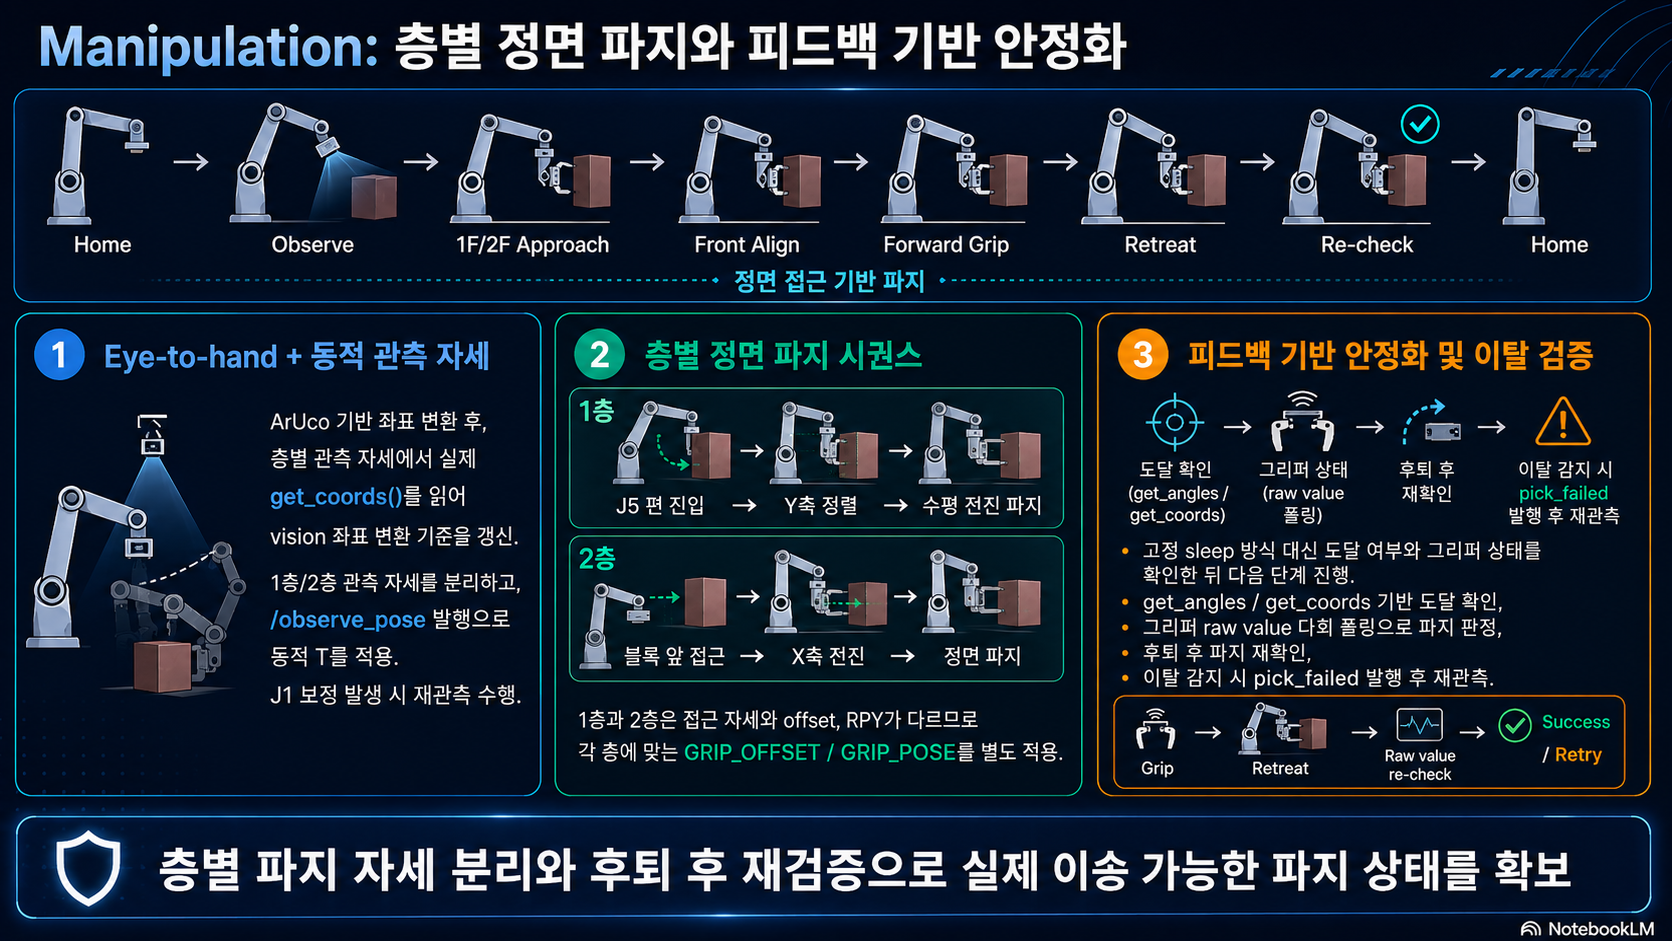 Manipulation: 층별 정면 파지와 피드백 기반 안정화
Home
Observe
1F/2F Approach
Front Align
Forward Grip
Retreat
Re-check
Home
정면 접근 기반 파지
1 Eye-to-hand + 동적 관측 자세
ArUco 기반 좌표 변환 후,
층별 관측 자세에서 실제
get_coords()를 읽어
vision 좌표 변환 기준을 갱신.
1층/2층 관측 자세를 분리하고,
/observe_pose 발행으로
동적 T를 적용.
J1 보정 발생 시 재관측 수행.
2 층별 정면 파지 시퀀스
1층
J5 편 진입
Y축 정렬
수평 전진 파지
2층
블록 앞 접근
X축 전진
정면 파지
1층과 2층은 접근 자세와 offset, RPY가 다르므로
각 층에 맞는 GRIP_OFFSET / GRIP_POSE를 별도 적용.
3 피드백 기반 안정화 및 이탈 검증
도달 확인
(get_angles /
get_coords)
그리퍼 상태
(raw value
폴링)
후퇴 후
재확인
이탈 감지 시
pick_failed
발행 후 재관측
• 고정 sleep 방식 대신 도달 여부와 그리퍼 상태를
확인한 뒤 다음 단계 진행.
• get_angles / get_coords 기반 도달 확인,
• 그리퍼 raw value 다회 폴링으로 파지 판정,
• 후퇴 후 파지 재확인,
• 이탈 감지 시 pick_failed 발행 후 재관측.
Grip
Retreat
Raw value
re-check
Success
/ Retry
층별 파지 자세 분리와 후퇴 후 재검증으로 실제 이송 가능한 파지 상태를 확보
NotebookLM